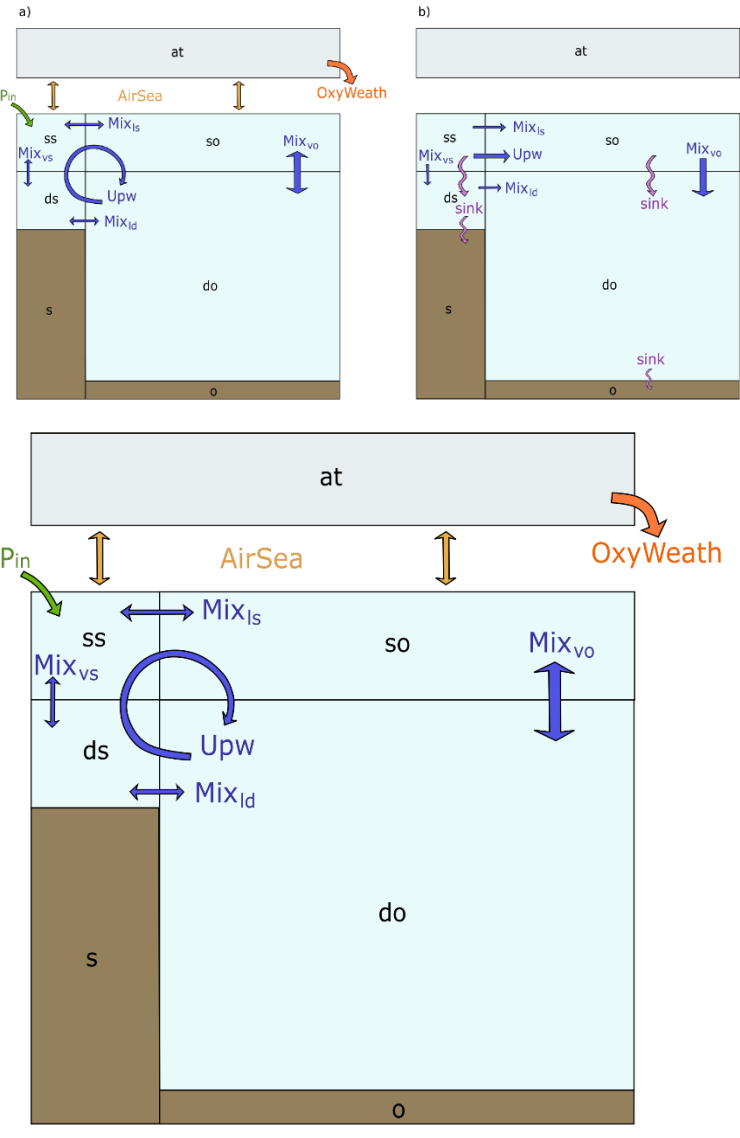 a)
at
OxyWeath
AirSea
Pin
Mixls
ss
so
Mixvs
Mixvo
Upw
ds
Mixld
do
s
o
b)
at
Mixls
ss
so
Mixvs
Upw
Mixvo
Mixld
ds
sink
sink
do
s
sink
o
at
OxyWeath
AirSea
Pin
Mixls
ss
so
Mixvs
Mixvo
Upw
ds
Mixld
do
s
o